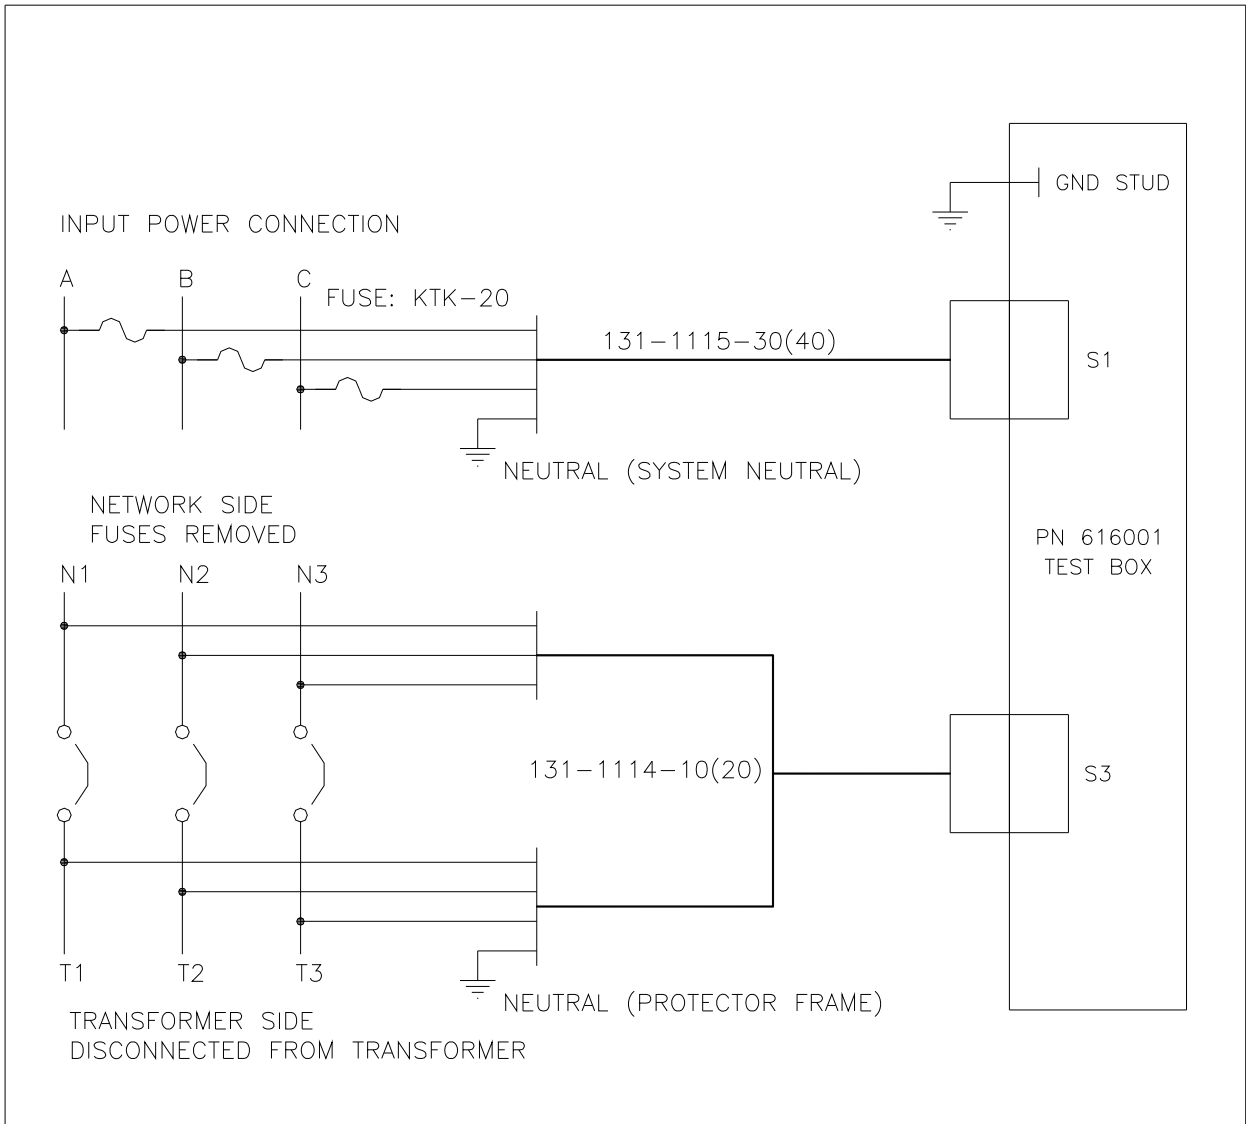 GND STUD
INPUT POWER CONNECTION
A B C
FUSE: KTK-20
131-1115-30(40)
S1
NEUTRAL (SYSTEM NEUTRAL)
NETWORK SIDE
FUSES REMOVED
PN 616001
TEST BOX
N1 N2 N3
131-1114-10(20)
S3
T1 T2 T3
NEUTRAL (PROTECTOR FRAME)
TRANSFORMER SIDE
DISCONNECTED FROM TRANSFORMER